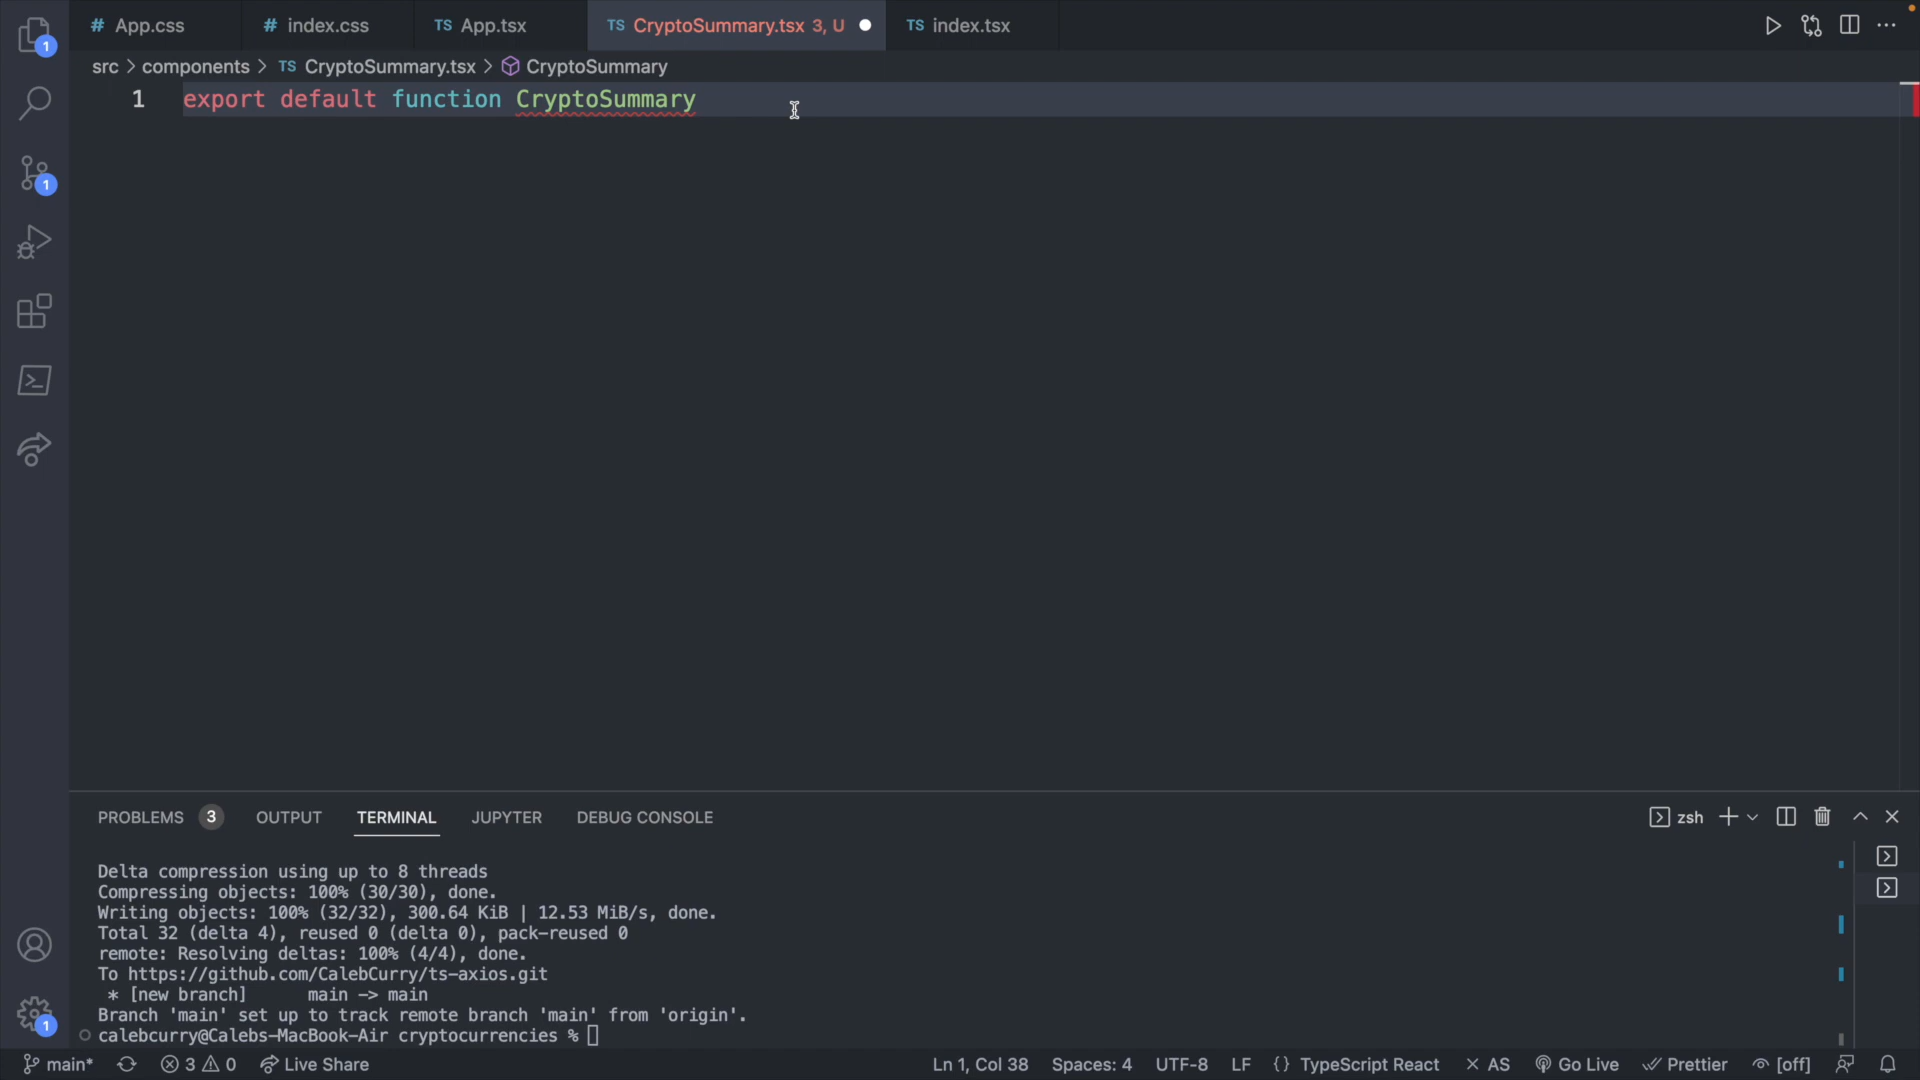 # App.css # index.css TS App.tsx TS CryptoSummary.tsx 3, U TS index.tsx
src > components > TS CryptoSummary.tsx > CryptoSummary
1 export default function CryptoSummary
PROBLEMS 3 OUTPUT TERMINAL JUPYTER DEBUG CONSOLE zsh
Delta compression using up to 8 threads
Compressing objects: 100% (30/30), done.
Writing objects: 100% (32/32), 300.64 KiB | 12.53 MiB/s, done.
Total 32 (delta 4), reused 0 (delta 0), pack-reused 0
remote: Resolving deltas: 100% (4/4), done.
To https://github.com/CalebCurry/ts-axios.git
* [new branch] main -> main
Branch 'main' set up to track remote branch 'main' from 'origin'.
calebcurry@Calebs-MacBook-Air cryptocurrencies %
1
1
1
main* 3 0 Live Share Ln 1, Col 38 Spaces: 4 UTF-8 LF {} TypeScript React × AS Go Live Prettier [off]